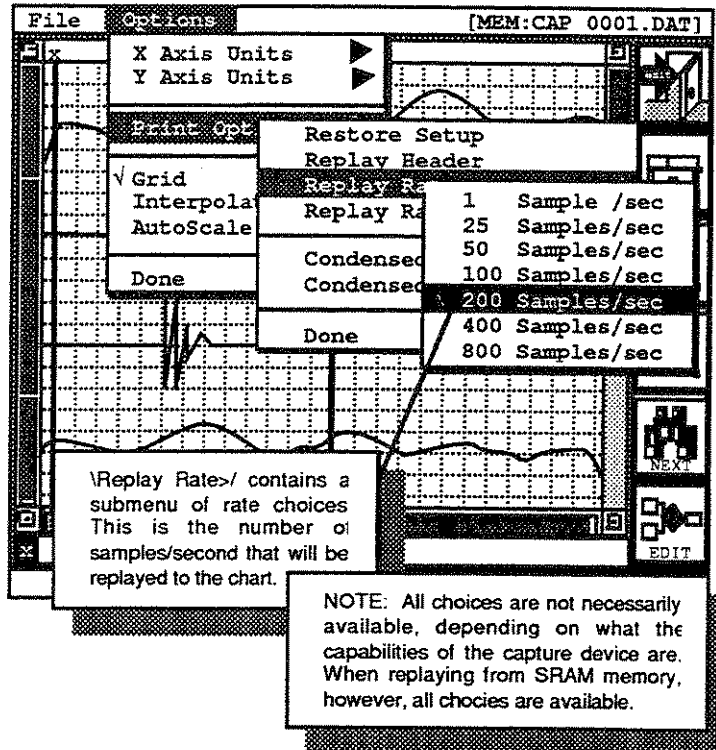 File Options [MEM:CAP 0001.DAT]
X Axis Units
Y Axis Units
Print Opt
√ Grid
Interpolat
AutoScale
Done
Restore Setup
Replay Header
Replay Ra
Replay Ra
Condensed
Condensed
Done
1 Sample /sec
25 Samples/sec
50 Samples/sec
100 Samples/sec
√ 200 Samples/sec
400 Samples/sec
800 Samples/sec
NEXT
EDIT
\Replay Rate>/ contains a
submenu of rate choices
This is the number of
samples/second that will be
replayed to the chart.
NOTE: All choices are not necessarily
available, depending on what the
capabilities of the capture device are.
When replaying from SRAM memory,
however, all chocies are available.